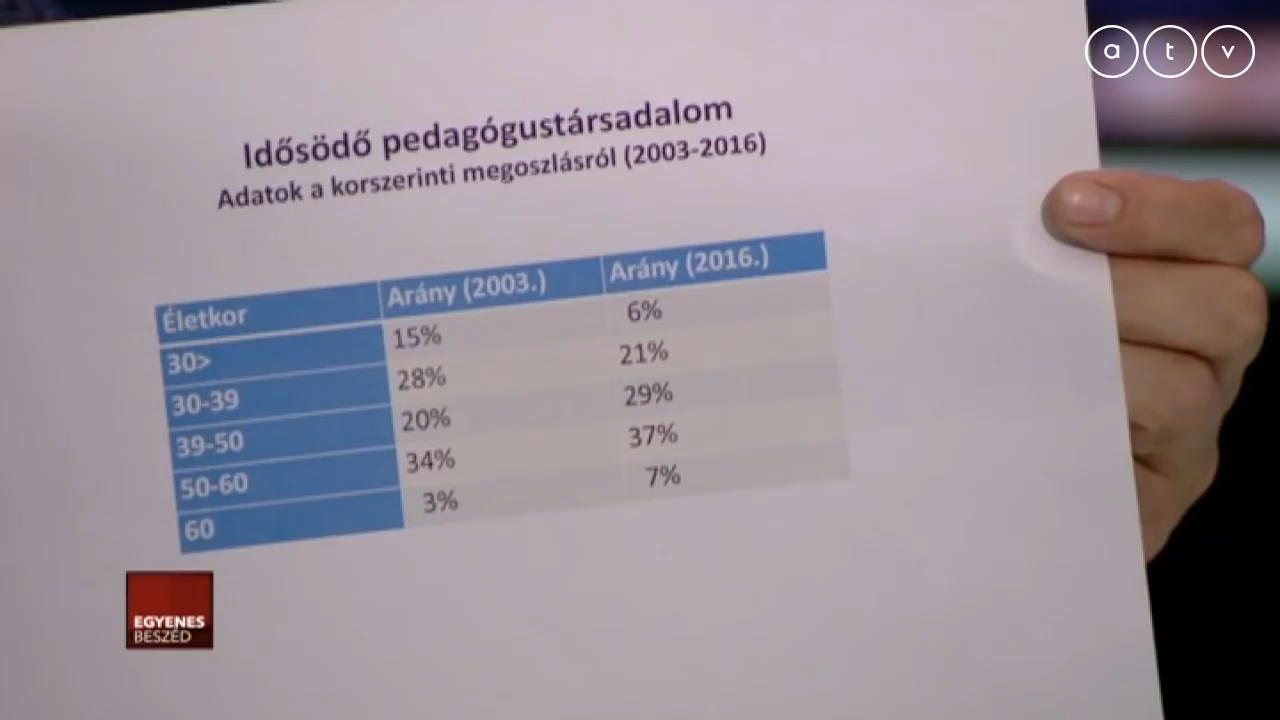 a t v
Idősödő pedagógustársadalom
Adatok a korszerinti megoszlásról (2003-2016)
Életkor Arány (2003.) Arány (2016.)
30> 15% 6%
30-39 28% 21%
39-50 20% 29%
50-60 34% 37%
60 3% 7%
EGYENES
BESZÉD